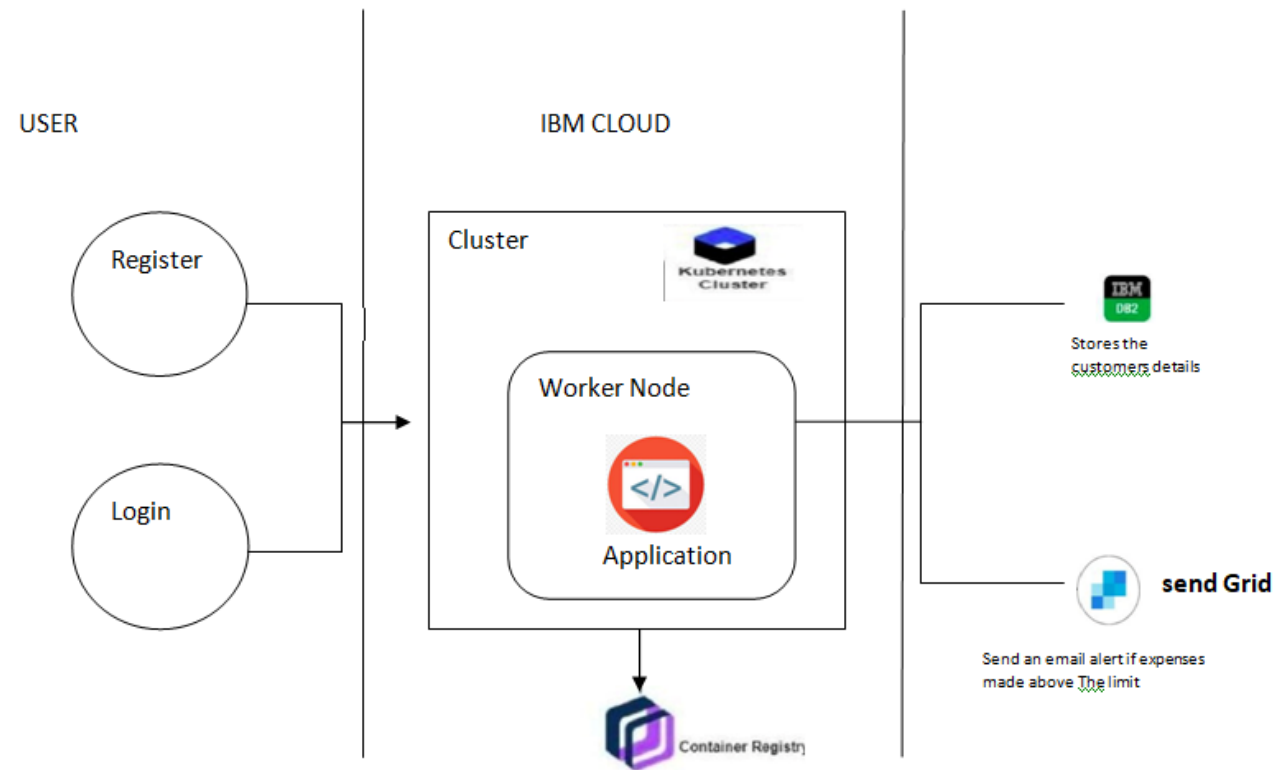 USER
IBM CLOUD
Register
Login
Cluster
Kubernetes
Cluster
Worker Node
</>
Application
Container Registry
IBM
DB2
Stores the
customers details
send Grid
Send an email alert if expenses
made above The limit